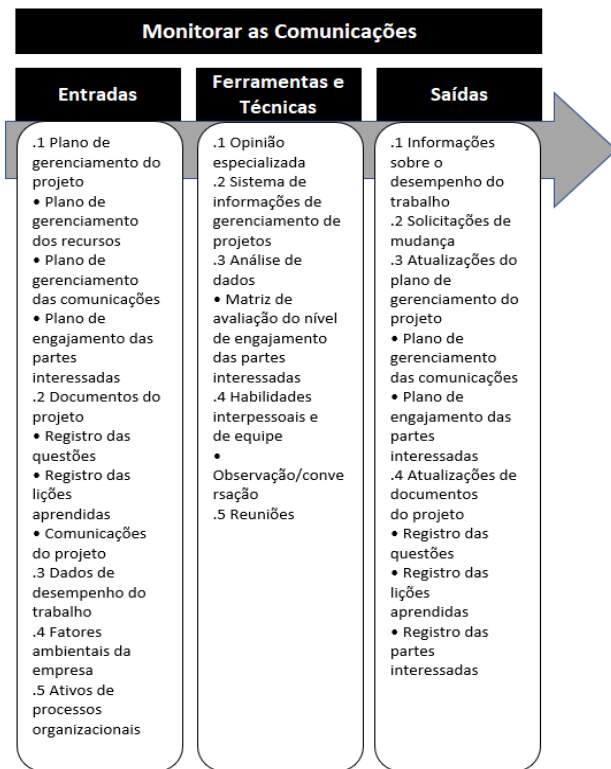 Monitorar as Comunicações
Entradas
.1 Plano de
gerenciamento do
projeto
• Plano de
gerenciamento
dos recursos
• Plano de
gerenciamento
das comunicações
• Plano de
engajamento das
partes
interessadas
.2 Documentos do
projeto
• Registro das
questões
• Registro das
lições
aprendidas
• Comunicações
do projeto
.3 Dados de
desempenho do
trabalho
.4 Fatores
ambientais da
empresa
.5 Ativos de
processos
organizacionais
Ferramentas e
Técnicas
.1 Opinião
especializada
.2 Sistema de
informações de
gerenciamento de
projetos
.3 Análise de
dados
• Matriz de
avaliação do nível
de engajamento
das partes
interessadas
.4 Habilidades
interpessoais e
de equipe
•
Observação/conve
rsação
.5 Reuniões
Saídas
.1 Informações
sobre o
desempenho do
trabalho
.2 Solicitações de
mudança
.3 Atualizações do
plano de
gerenciamento do
projeto
• Plano de
gerenciamento
das comunicações
• Plano de
engajamento das
partes
interessadas
.4 Atualizações de
documentos
do projeto
• Registro das
questões
• Registro das
lições
aprendidas
• Registro das
partes
interessadas